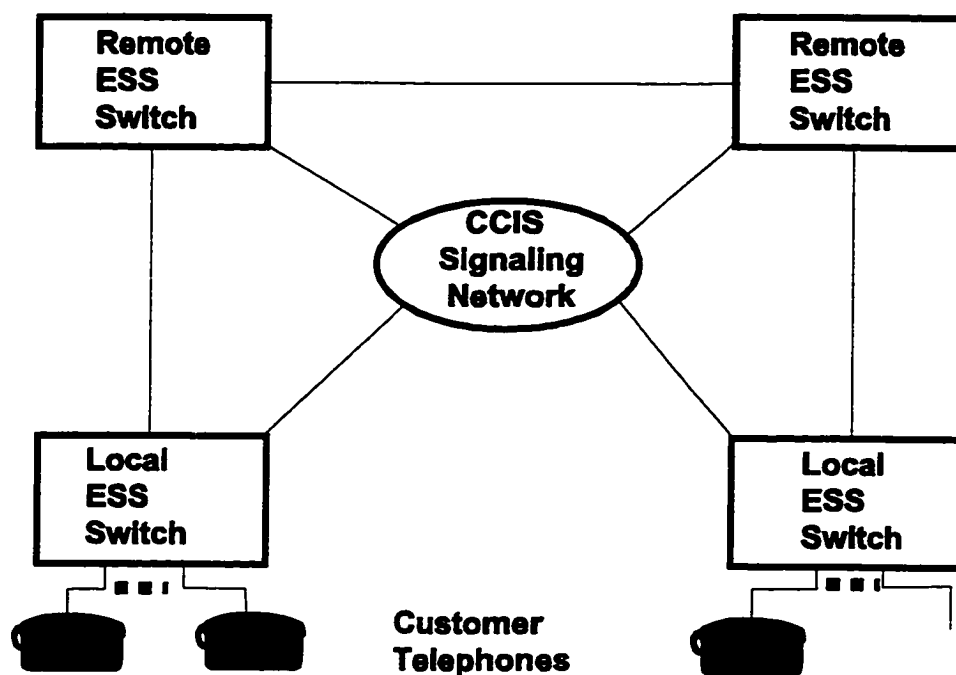 Remote
ESS
Switch
Remote
ESS
Switch
CCIS
Signaling
Network
Local
ESS
Switch
Local
ESS
Switch
Customer
Telephones